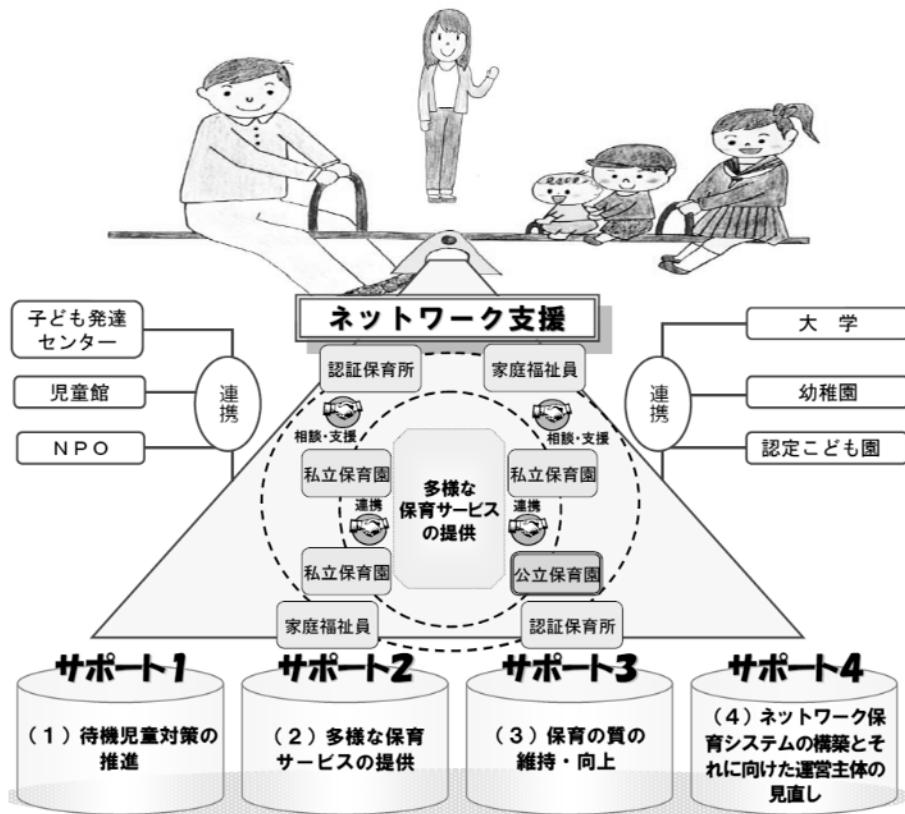 ネットワーク支援
子ども発達
センター
児童館
NPO
連携
大 学
幼稚園
認定こども園
連携
認証保育所
家庭福祉員
相談・支援
相談・支援
私立保育園
私立保育園
多様な
保育サービス
の提供
連携
連携
私立保育園
公立保育園
家庭福祉員
認証保育所
サポート1
(1)待機児童対策の
推進
サポート2
(2)多様な保育
サービスの提供
サポート3
(3)保育の質の
維持・向上
サポート4
(4)ネットワーク保
育システムの構築とそ
れに向けた運営主体の
見直し